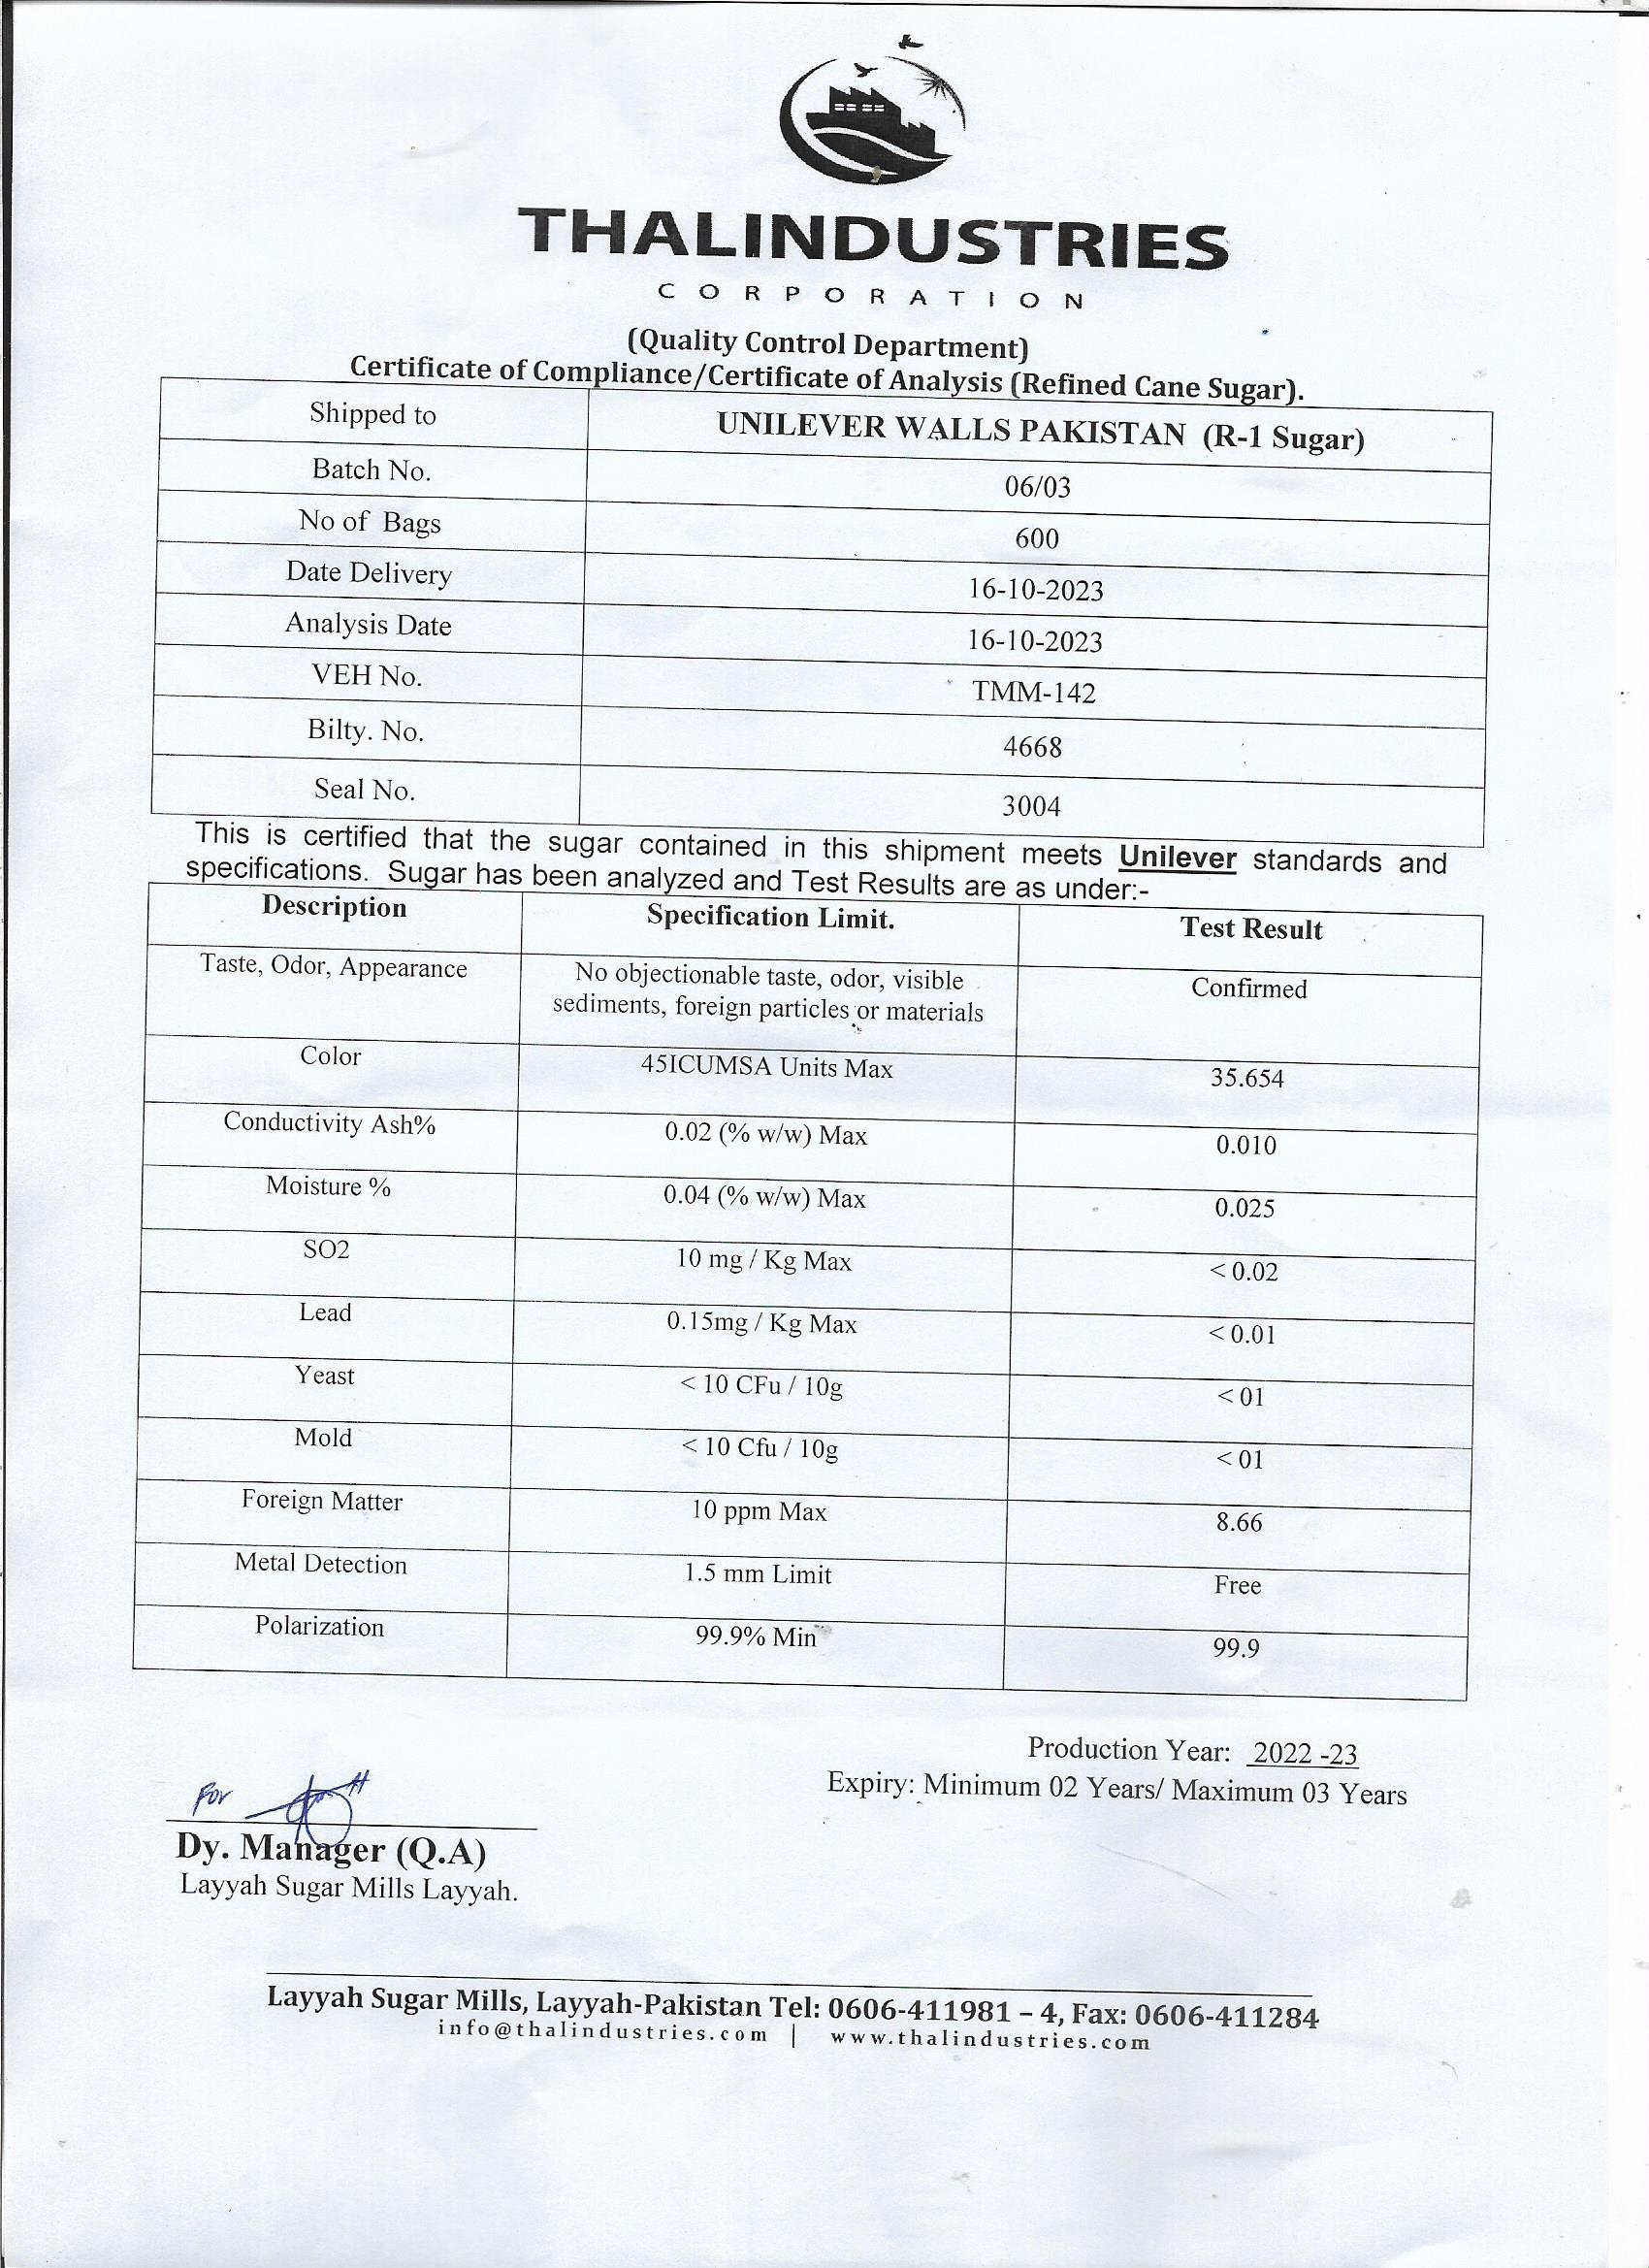 THALINDUSTRIES
CORPORATION
(Quality Control Department)
Certificate of Compliance/Certificate of Analysis (Refined Cane Sugar).
Shipped to UNILEVER WALLS PAKISTAN (R-1 Sugar)
Batch No. 06/03
No of Bags 600
Date Delivery 16-10-2023
Analysis Date 16-10-2023
VEH No. TMM-142
Bilty. No. 4668
Seal No. 3004
This is certified that the sugar contained in this shipment meets Unilever standards and
specifications. Sugar has been analyzed and Test Results are as under:-
Description Specification Limit. Test Result
Taste, Odor, Appearance No objectionable taste, odor, visible Confirmed
sediments, foreign particles or materials
Color 45ICUMSA Units Max 35.654
Conductivity Ash% 0.02 (% w/w) Max 0.010
Moisture % 0.04 (% w/w) Max 0.025
SO2 10 mg / Kg Max < 0.02
Lead 0.15mg / Kg Max < 0.01
Yeast < 10 CFu / 10g < 01
Mold < 10 Cfu / 10g < 01
Foreign Matter 10 ppm Max 8.66
Metal Detection 1.5 mm Limit Free
Polarization 99.9% Min 99.9
Production Year: 2022 -23
Expiry: Minimum 02 Years/ Maximum 03 Years
For
Dy. Manager (Q.A)
Layyah Sugar Mills Layyah.
Layyah Sugar Mills, Layyah-Pakistan Tel: 0606-411981 – 4, Fax: 0606-411284
info@thalindustries.com | www.thalindustries.com